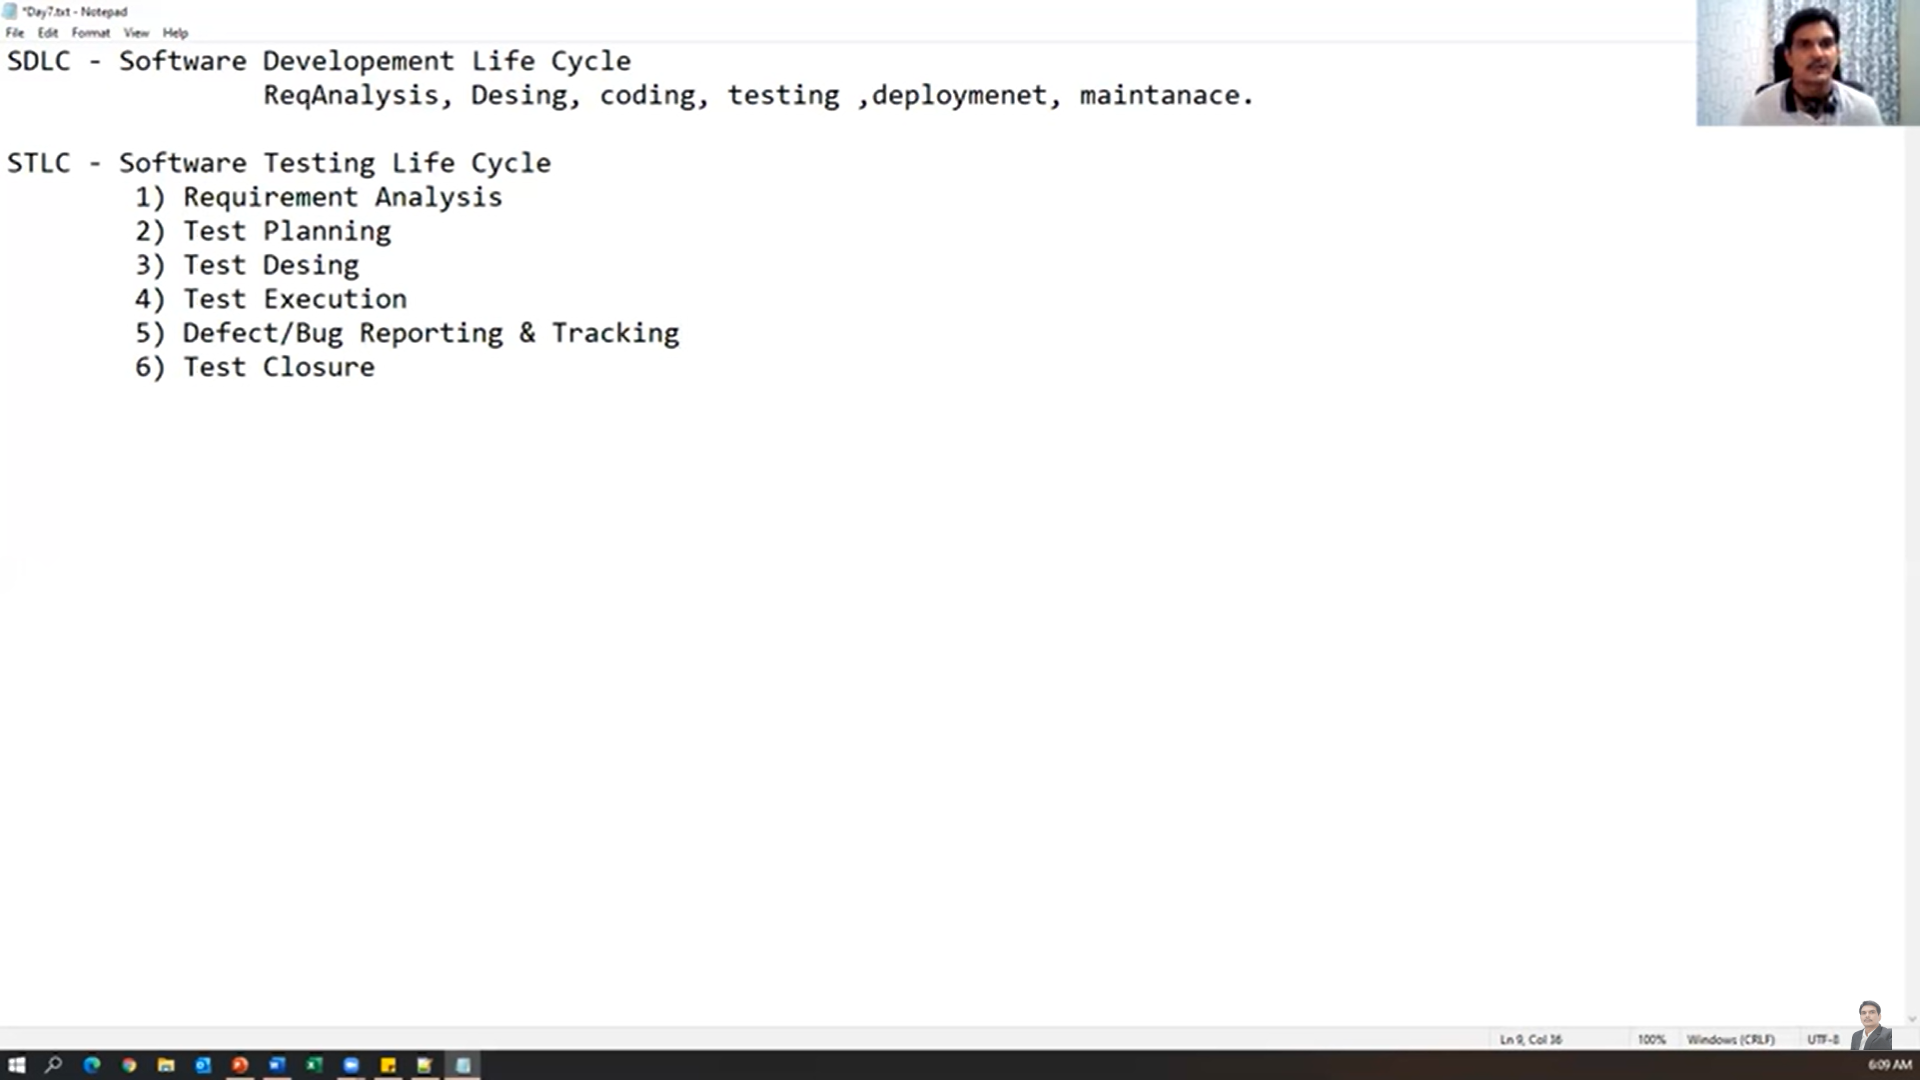 *Day7.txt - Notepad
File Edit Format View Help
SDLC - Software Developement Life Cycle
ReqAnalysis, Desing, coding, testing ,deploymenet, maintanace.
STLC - Software Testing Life Cycle
1) Requirement Analysis
2) Test Planning
3) Test Desing
4) Test Execution
5) Defect/Bug Reporting & Tracking
6) Test Closure
Ln 9, Col 36 100% Windows (CRLF) UTF-8
6:09 AM